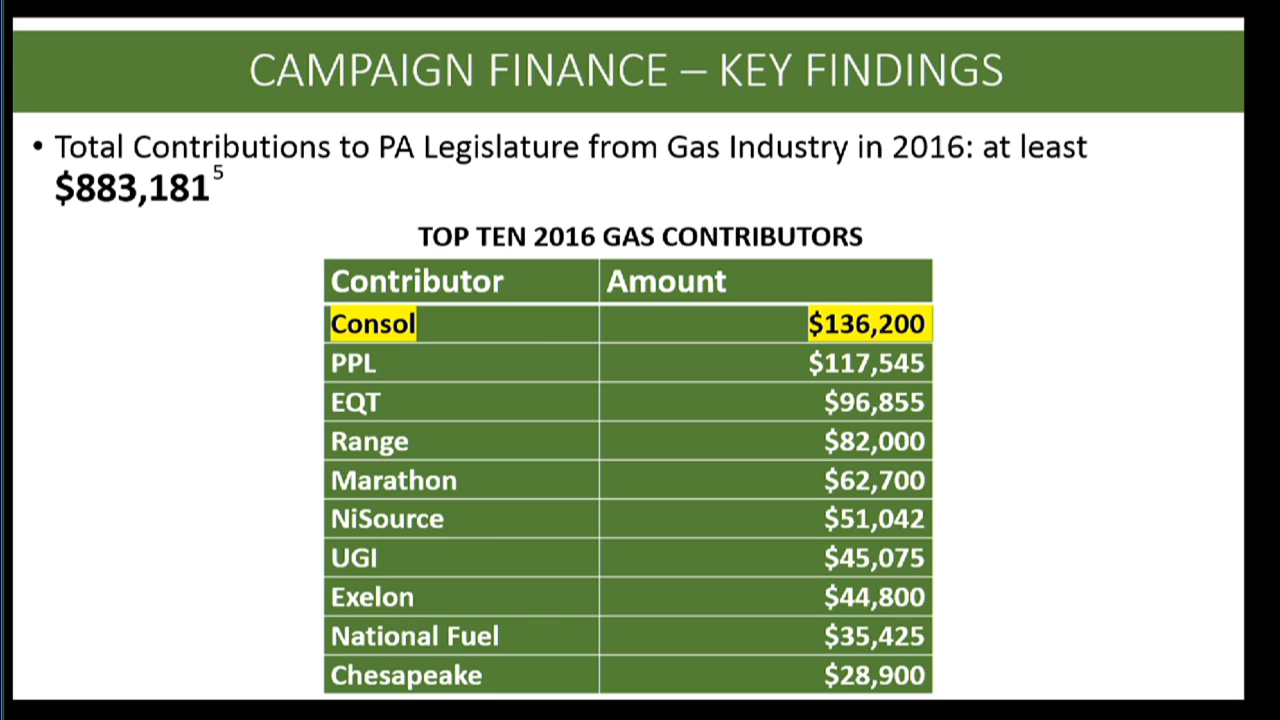 CAMPAIGN FINANCE – KEY FINDINGS
• Total Contributions to PA Legislature from Gas Industry in 2016: at least
$883,181⁵
TOP TEN 2016 GAS CONTRIBUTORS
Contributor Amount
Consol $136,200
PPL $117,545
EQT $96,855
Range $82,000
Marathon $62,700
NiSource $51,042
UGI $45,075
Exelon $44,800
National Fuel $35,425
Chesapeake $28,900